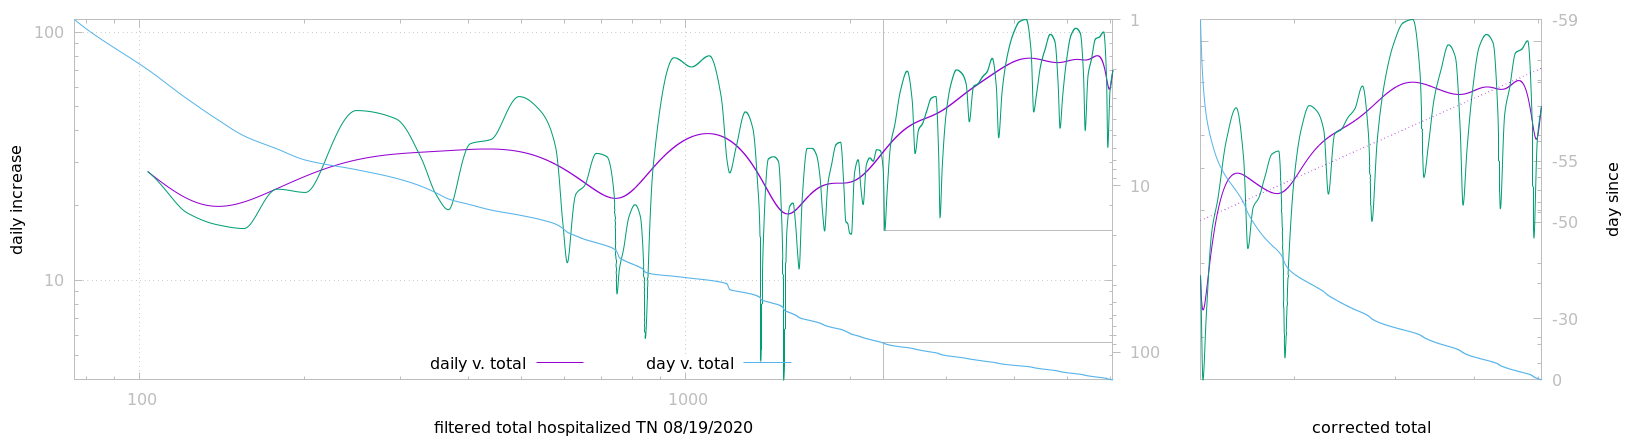 100
10
daily increase
daily v. total
day v. total
1
10
100
100
1000
filtered total hospitalized TN 08/19/2020
-59
-55
-50
-30
0
day since
corrected total